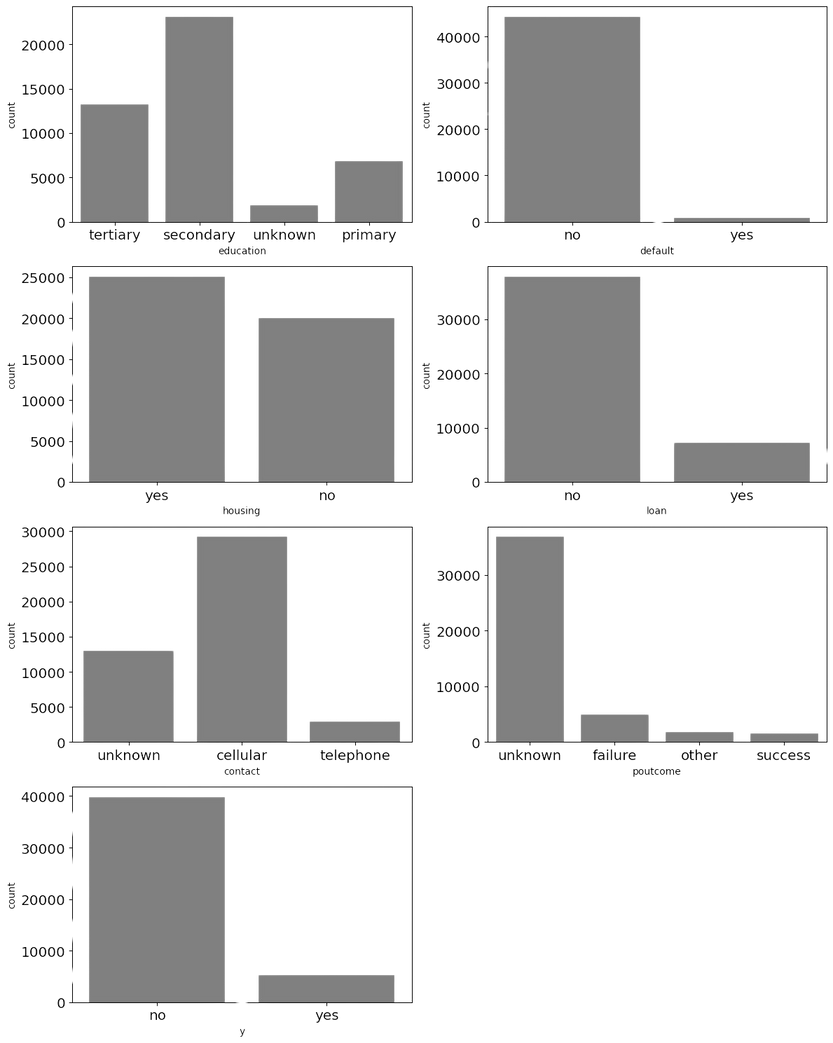 20000
15000
10000
5000
0
count
tertiary secondary unknown primary
education
40000
30000
20000
10000
0
count
no yes
default
25000
20000
15000
10000
5000
0
count
yes no
housing
30000
20000
10000
0
count
no yes
loan
30000
25000
20000
15000
10000
5000
0
count
unknown cellular telephone
contact
30000
20000
10000
0
count
unknown failure other success
poutcome
40000
30000
20000
10000
0
count
no yes
y